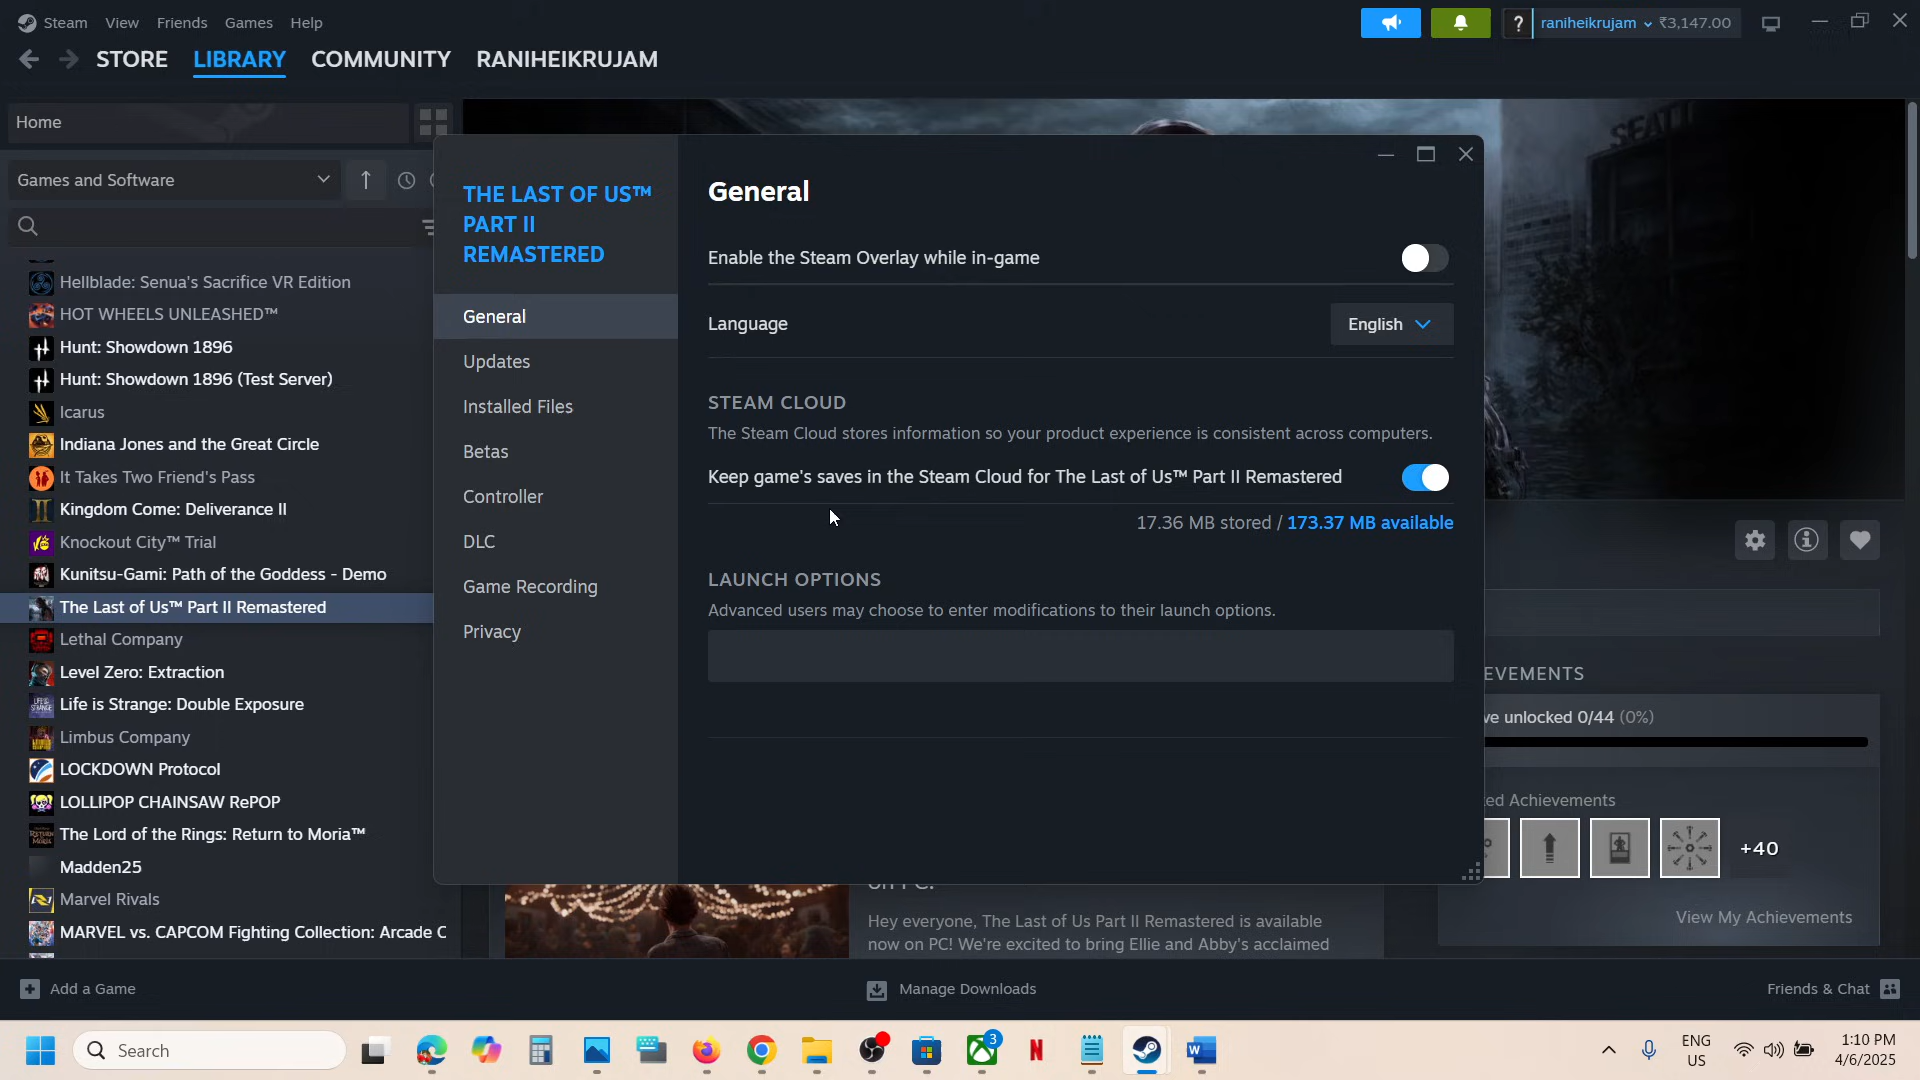 Steam View Friends Games Help
? raniheikrujam ₹3,147.00
STORE LIBRARY COMMUNITY RANIHEIKRUJAM
Home
SEATT
Games and Software
THE LAST OF US™
PART II
REMASTERED
General
Updates
Installed Files
Betas
Controller
DLC
Game Recording
Privacy
General
Enable the Steam Overlay while in-game
Language English
STEAM CLOUD
The Steam Cloud stores information so your product experience is consistent across computers.
Keep game's saves in the Steam Cloud for The Last of Us™ Part II Remastered
17.36 MB stored / 173.37 MB available
LAUNCH OPTIONS
Advanced users may choose to enter modifications to their launch options.
Hellblade: Senua's Sacrifice VR Edition
HOT WHEELS UNLEASHED™
Hunt: Showdown 1896
Hunt: Showdown 1896 (Test Server)
Icarus
Indiana Jones and the Great Circle
It Takes Two Friend's Pass
Kingdom Come: Deliverance II
Knockout City™ Trial
Kunitsu-Gami: Path of the Goddess - Demo
The Last of Us™ Part II Remastered
Lethal Company
Level Zero: Extraction
Life is Strange: Double Exposure
Limbus Company
LOCKDOWN Protocol
LOLLIPOP CHAINSAW RePOP
The Lord of the Rings: Return to Moria™
Madden25
Marvel Rivals
MARVEL vs. CAPCOM Fighting Collection: Arcade C
EVEMENTS
ve unlocked 0/44 (0%)
ed Achievements
+40
View My Achievements
on PC!
Hey everyone, The Last of Us Part II Remastered is available
now on PC! We're excited to bring Ellie and Abby's acclaimed
Add a Game
Manage Downloads
Friends & Chat
Search
3
N
ENG
US
1:10 PM
4/6/2025